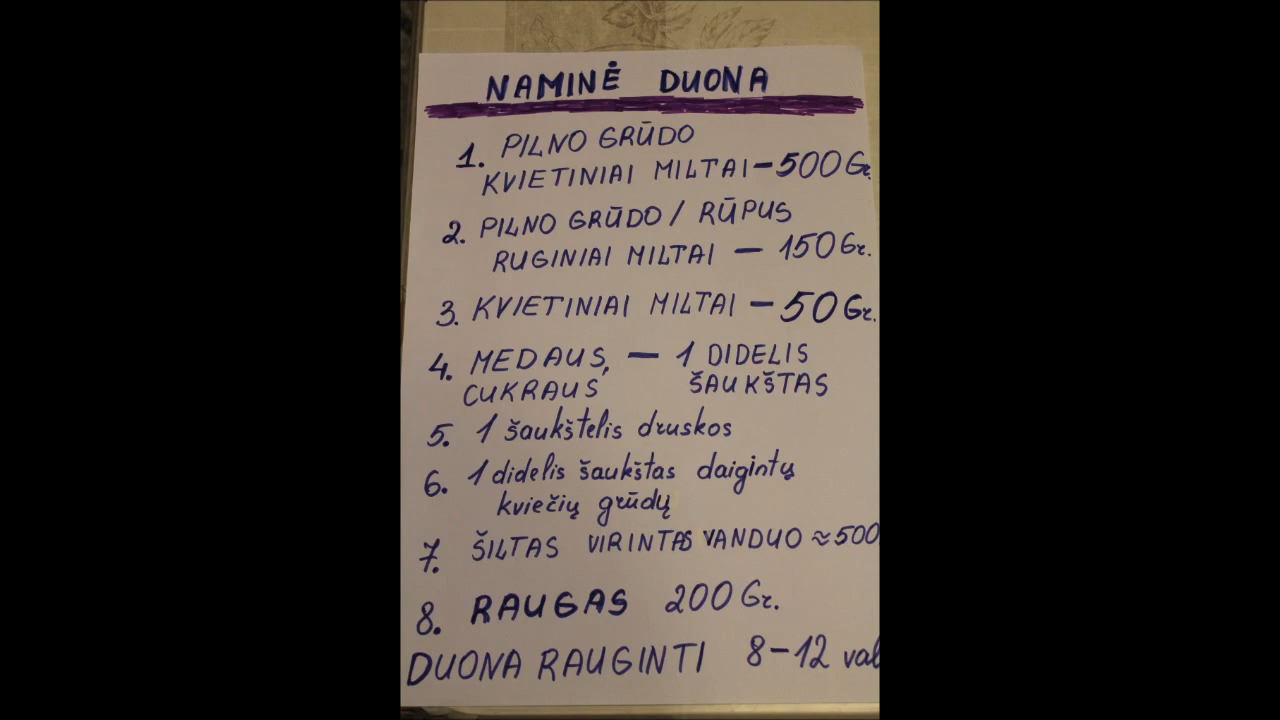 NAMINĖ DUONA
1. PILNO GRŪDO
KVIETINIAI MILTAI - 500 Gr.
2. PILNO GRŪDO / RŪPUS
RUGINIAI MILTAI - 150 Gr.
3. KVIETINIAI MILTAI - 50 Gr.
4. MEDAUS, - 1 DIDELIS
CUKRAUS ŠAUKŠTAS
5. 1 šaukštelis druskos
6. 1 didelis šaukštas daigintų
kviečių grūdų
7. ŠILTAS VIRINTAS VANDUO ≈ 500
8. RAUGAS 200 Gr.
DUONA RAUGINTI 8-12 val